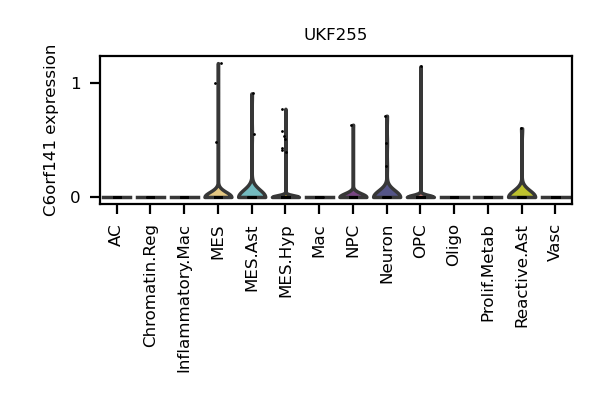 UKF255
C6orf141 expression
1
0
AC
Chromatin.Reg
Inflammatory.Mac
MES
MES.Ast
MES.Hyp
Mac
NPC
Neuron
OPC
Oligo
Prolif.Metab
Reactive.Ast
Vasc